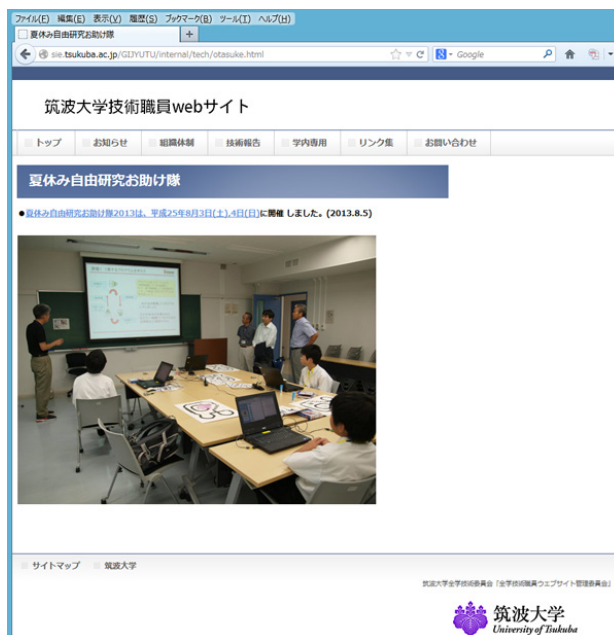 ファイル(F) 編集(E) 表示(V) 履歴(S) ブックマーク(B) ツール(T) ヘルプ(H)
夏休み自由研究お助け隊
sie.tsukuba.ac.jp/GIJYUTU/internal/tech/otasuke.html
Google
筑波大学技術職員webサイト
トップ お知らせ 組織体制 技術報告 学内専用 リンク集 お問い合わせ
夏休み自由研究お助け隊
●夏休み自由研究お助け隊2013は、平成25年8月3日(土),4日(日)に開催 しました。(2013.8.5)
サイトマップ 筑波大学
筑波大学全学技術委員会「全学技術職員ウエブサイト管理委員会」
筑波大学
University of Tsukuba